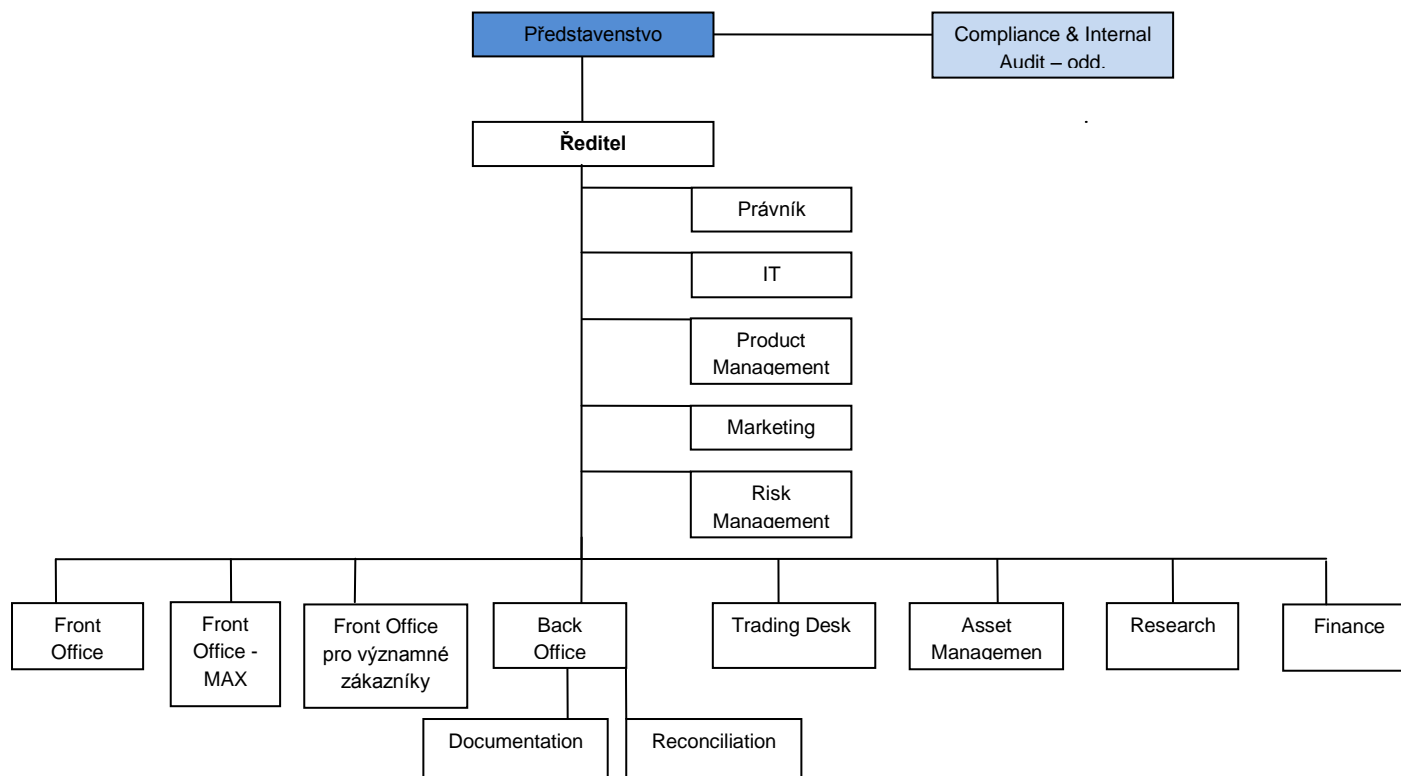 Představenstvo
Compliance & Internal
Audit – odd.
Ředitel
Právník
IT
Product
Management
Marketing
Risk
Management
Front
Office
Front
Office -
MAX
Front Office
pro významné
zákazníky
Back
Office
Trading Desk
Asset
Managemen
Research
Finance
Documentation
Reconciliation